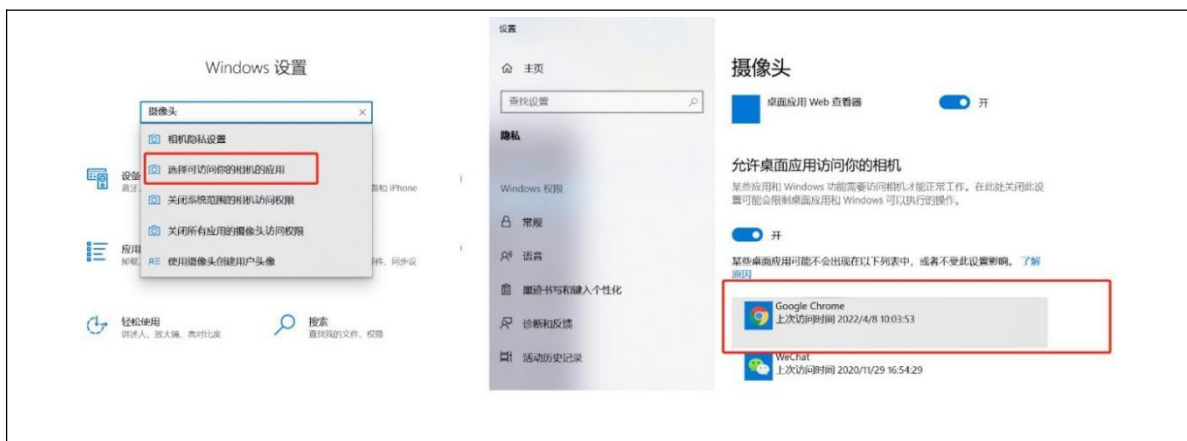 Windows 设置
摄像头
相机隐私设置
选择可访问你的相机的应用
关闭系统范围的相机访问权限
关闭所有应用的摄像头访问权限
使用摄像头创建用户头像
设备
iPhone
应用
卸载
同步设
轻松使用
讲述人、放大镜、高对比度
搜索
查找我的文件、权限
设置
主页
查找设置
隐私
Windows 权限
常规
语音
墨迹书写和键入个性化
诊断和反馈
活动历史记录
摄像头
桌面应用 Web 查看器
开
允许桌面应用访问你的相机
某些应用和 Windows 功能需要访问相机才能正常工作。在此处关闭此设
置可能会限制桌面应用和 Windows 可以执行的操作。
开
某些桌面应用可能不会出现在以下列表中，或者不受此设置影响。 了解
原因
Google Chrome
上次访问时间 2022/4/8 10:03:53
WeChat
上次访问时间 2020/11/29 16:54:29